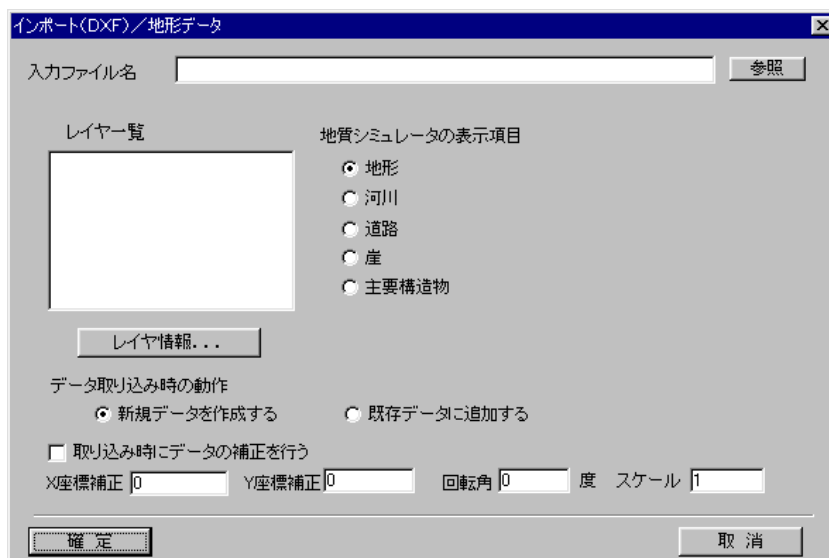 インポート(DXF)／地形データ
入力ファイル名
参照
レイヤ一覧
地質シミュレータの表示項目
地形
河川
道路
崖
主要構造物
レイヤ情報...
データ取り込み時の動作
新規データを作成する 既存データに追加する
取り込み時にデータの補正を行う
X座標補正 0 Y座標補正 0 回転角 0 度 スケール 1
確 定 取 消